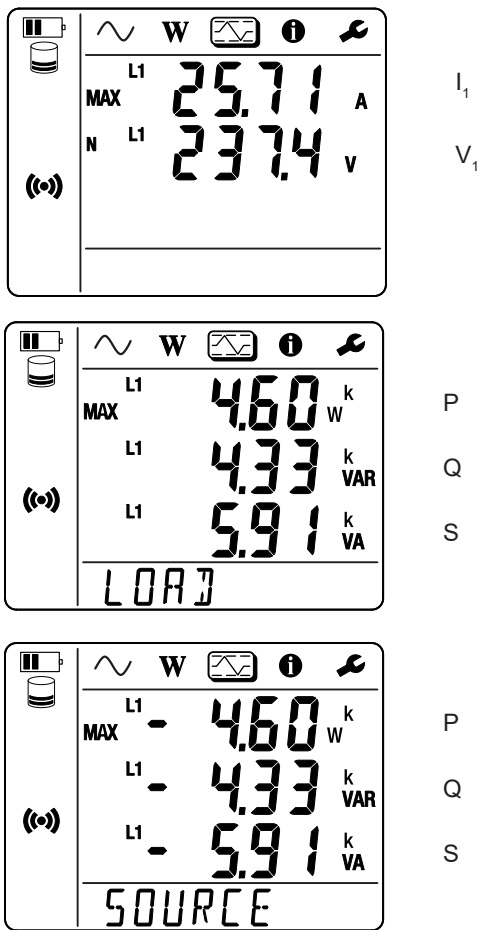 W i
L1
MAX 25.71 A I1
N L1 237.4 V V1
W i
L1
MAX 4.60 k W P
L1 4.33 k VAR Q
L1 5.91 k VA S
LOAD
W i
L1
MAX - 4.60 k W P
L1 - 4.33 k VAR Q
L1 - 5.91 k VA S
SOURCE